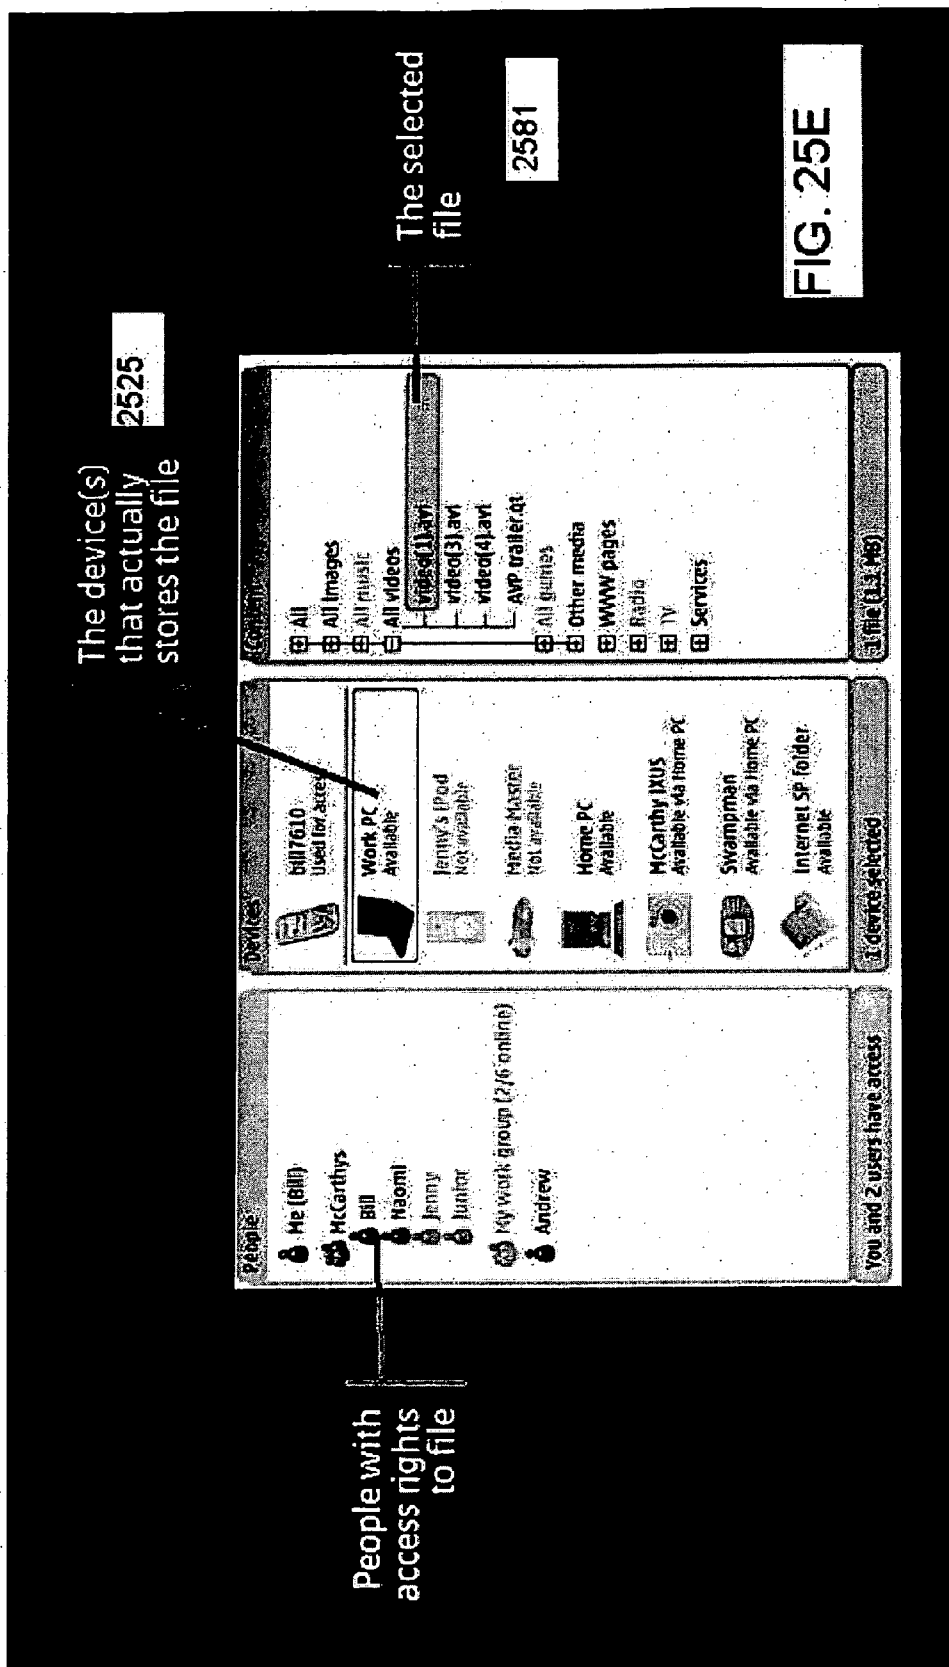 The device(s)
that actually
stores the file
2525
The selected
file
2581
People with
access rights
to file
People
Me (Bill)
McCarthys
Bill
Naomi
Jenny
Junior
My work group (2/6 online)
Andrew
You and 2 users have access
Devices
bill7610
Used for access
Work PC
Available
Jenny's iPod
Not available
Media Master
Not available
Home PC
Available
McCarthy IXUS
Available via Home PC
Swampman
Available via Home PC
Internet SP folder
Available
1 device selected
All
All images
All music
All videos
video(1).avi
video(3).avi
video(4).avi
AVP trailer.qt
All games
Other media
WWW pages
Radio
TV
Services
1 file
FIG. 25E